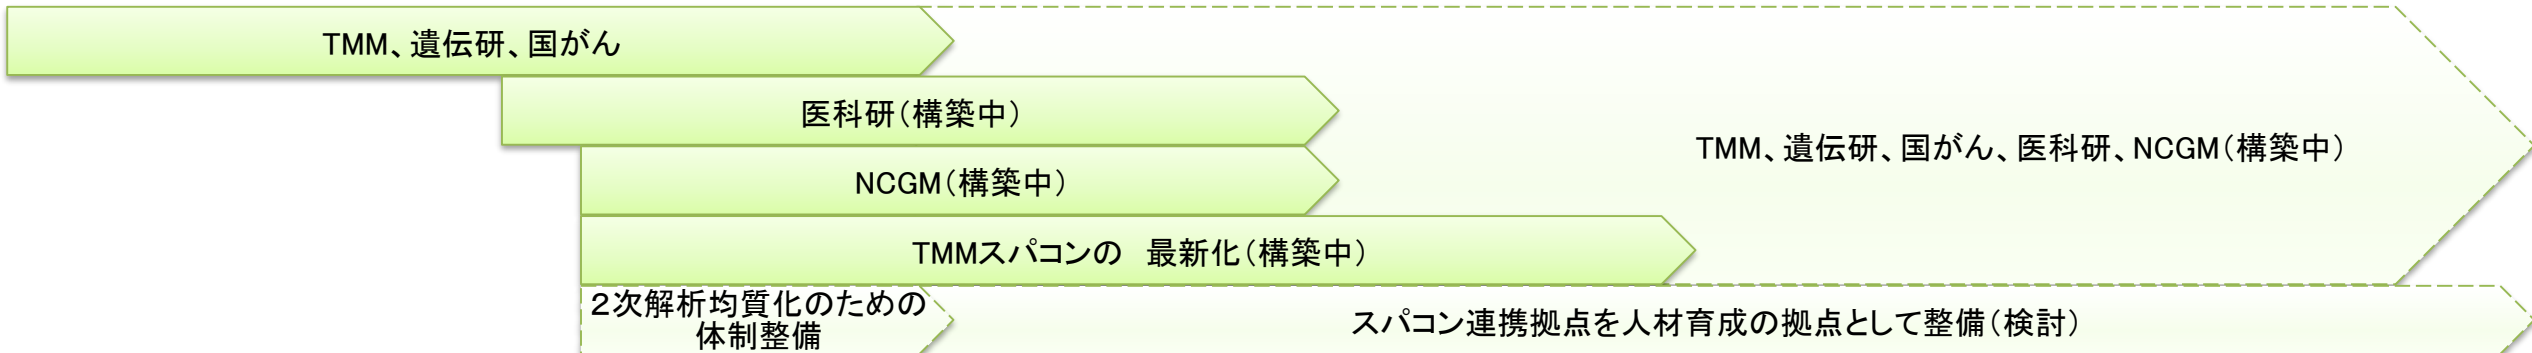 TMM、遺伝研、国がん
医科研（構築中）
TMM、遺伝研、国がん、医科研、NCGM（構築中）
NCGM（構築中）
TMMスパコンの　最新化（構築中）
２次解析均質化のための
体制整備
スパコン連携拠点を人材育成の拠点として整備（検討）